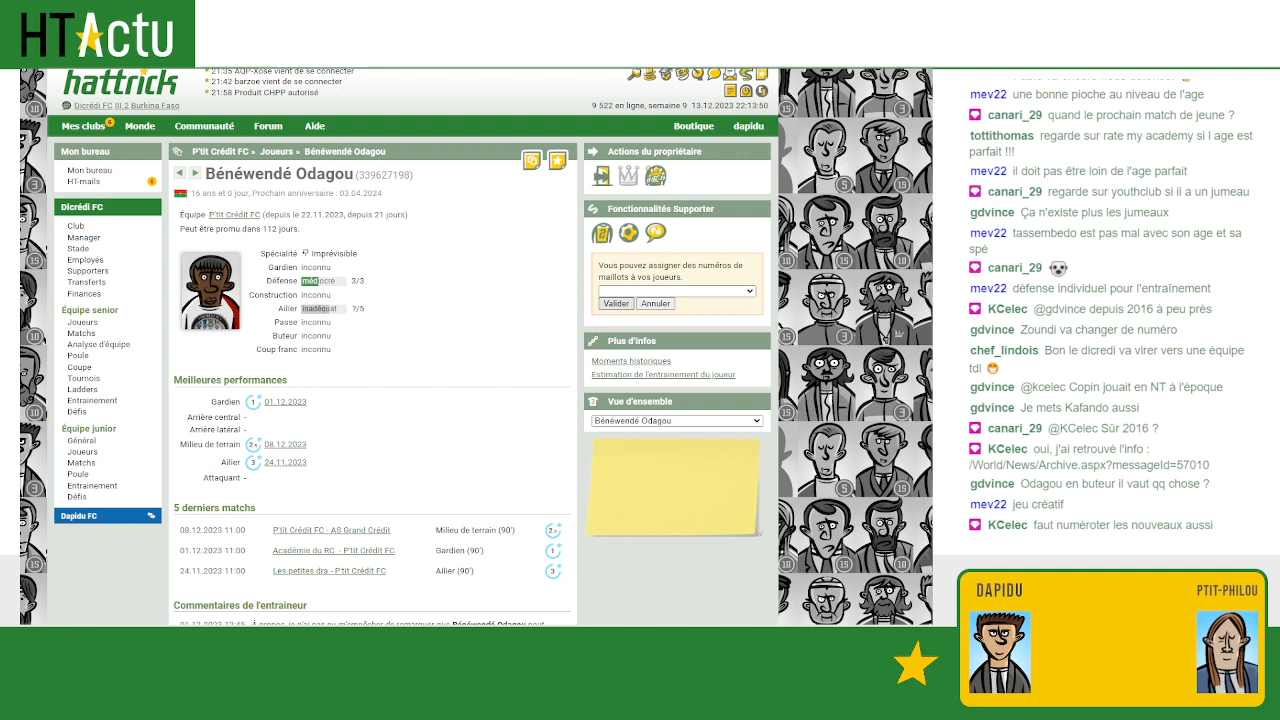 HTActu
hattrick
21:35 AQP-Xose vient de se connecter
21:42 barzoe vient de se connecter
21:58 Produit CHPP autorisé
Dicrédi FC III.2 Burkina Faso
9 522 en ligne, semaine 9 13.12.2023 22:13:50
Mes clubs 6 Monde Communauté Forum Aide Boutique dapidu
Mon bureau
Mon bureau
HT-mails 6
Dicrédi FC
Club
Manager
Stade
Employés
Supporters
Transferts
Finances
Équipe senior
Joueurs
Matchs
Analyse d'équipe
Poule
Coupe
Tournois
Ladders
Entrainement
Défis
Équipe junior
Général
Joueurs
Matchs
Poule
Entrainement
Défis
Dapidu FC
P'tit Crédit FC » Joueurs » Bénéwendé Odagou
Bénéwendé Odagou (339627198)
16 ans et 0 jour, Prochain anniversaire : 03.04.2024
Équipe P'tit Crédit FC (depuis le 22.11.2023, depuis 21 jours)
Peut être promu dans 112 jours.
Spécialité Imprévisible
Gardien inconnu
Défense médiocre 3/3
Construction inconnu
Ailier inadéquat ?/5
Passe inconnu
Buteur inconnu
Coup franc inconnu
Meilleures performances
Gardien 1 01.12.2023
Arrière central -
Arrière latéral -
Milieu de terrain 08.12.2023
Ailier 3 24.11.2023
Attaquant -
5 derniers matchs
08.12.2023 11:00 P'tit Crédit FC - AS Grand Crédit Milieu de terrain (90')
01.12.2023 11:00 Académie du RC - P'tit Crédit FC Gardien (90') 1
24.11.2023 11:00 Les petites dra - P'tit Crédit FC Ailier (90') 3
Commentaires de l'entraineur
Actions du propriétaire
Fonctionnalités Supporter
Vous pouvez assigner des numéros de
maillots à vos joueurs.
Valider Annuler
Plus d'infos
Moments historiques
Estimation de l'entrainement du joueur
Vue d'ensemble
Bénéwendé Odagou
mev22 une bonne pioche au niveau de l'age
canari_29 quand le prochain match de jeune ?
tottithomas regarde sur rate my academy si l age est
parfait !!!
mev22 il doit pas être loin de l'age parfait
canari_29 regarde sur youthclub si il a un jumeau
gdvince Ça n'existe plus les jumeaux
mev22 tassembedo est pas mal avec son age et sa
spé
canari_29
mev22 défense individuel pour l'entraînement
KCelec @gdvince depuis 2016 à peu près
gdvince Zoundi va changer de numéro
chef_lindois Bon le dicredi va virer vers une équipe
tdl
gdvince @kcelec Copin jouait en NT à l'époque
gdvince Je mets Kafando aussi
canari_29 @KCelec Sûr 2016 ?
KCelec oui, j'ai retrouvé l'info :
/World/News/Archive.aspx?messageId=57010
gdvince Odagou en buteur il vaut qq chose ?
mev22 jeu créatif
KCelec faut numéroter les nouveaux aussi
DAPIDU PTIT-PHILOU